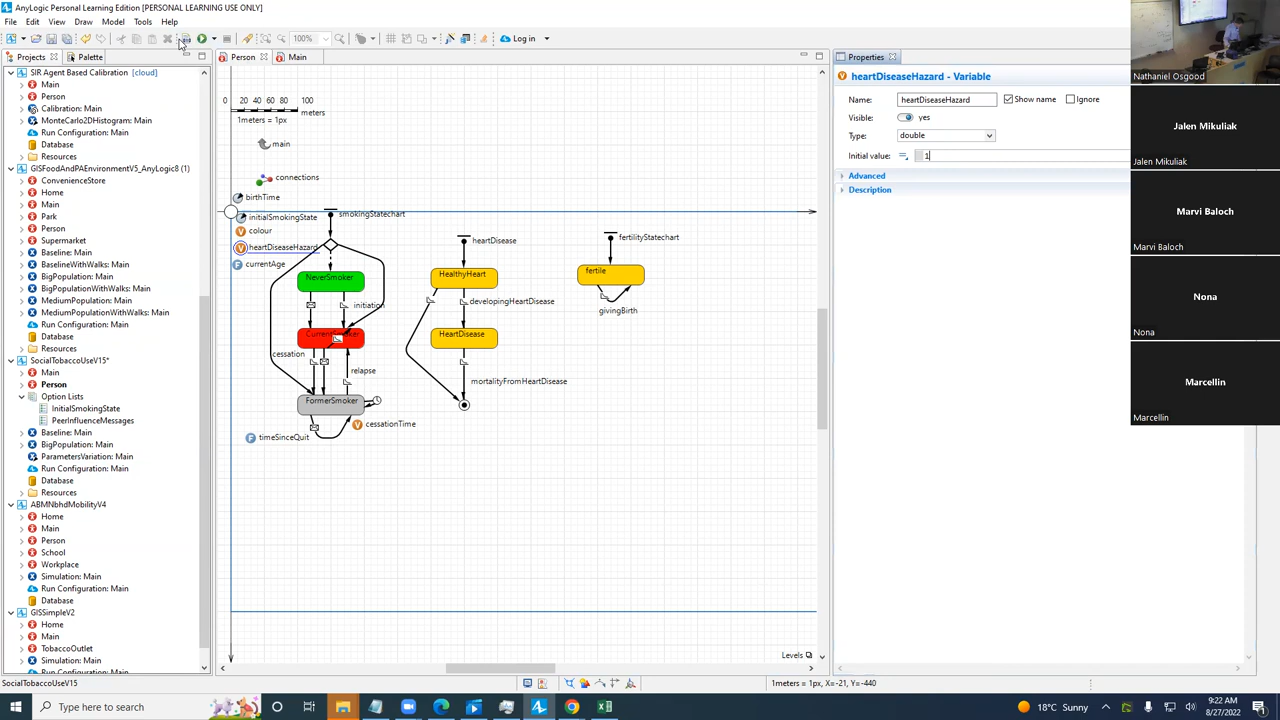 AnyLogic Personal Learning Edition [PERSONAL LEARNING USE ONLY]
File Edit View Draw Model Tools Help
100% Log in
Projects Palette
Person Main
Properties
SIR Agent Based Calibration [cloud]
Main
Person
Calibration: Main
MonteCarlo2DHistogram: Main
Run Configuration: Main
Database
Resources
GISFoodAndPAEnvironmentV5_AnyLogic8 (1)
ConvenienceStore
Home
Main
Park
Person
Supermarket
Baseline: Main
BaselineWithWalks: Main
BigPopulation: Main
BigPopulationWithWalks: Main
MediumPopulation: Main
MediumPopulationWithWalks: Main
Run Configuration: Main
Database
Resources
SocialTobaccoUseV15*
Main
Person
Option Lists
InitialSmokingState
PeerInfluenceMessages
Baseline: Main
BigPopulation: Main
ParametersVariation: Main
Run Configuration: Main
Database
Resources
ABMNbhdMobilityV4
Home
Main
Person
School
Workplace
Simulation: Main
Run Configuration: Main
Database
GISSimpleV2
Home
Main
TobaccoOutlet
Simulation: Main
Run Configuration: Main
0 20 40 60 80 100
meters
1meters = 1px
main
connections
birthTime
initialSmokingState
colour
heartDiseaseHazard
currentAge
smokingStatechart
NeverSmoker
initiation
CurrentSmoker
cessation
relapse
FormerSmoker
cessationTime
timeSinceQuit
heartDisease
HealthyHeart
developingHeartDisease
HeartDisease
mortalityFromHeartDisease
fertilityStatechart
fertile
givingBirth
Levels
heartDiseaseHazard - Variable
Name: heartDiseaseHazard Show name Ignore
Visible: yes
Type: double
Initial value: 1
Advanced
Description
Nathaniel Osgood
Jalen Mikuliak
Jalen Mikuliak
Marvi Baloch
Marvi Baloch
Nona
Nona
Marcellin
Marcellin
SocialTobaccoUseV15
1meters = 1px, X=-21, Y=-440
Type here to search
18°C Sunny
9:22 AM
8/27/2022
1